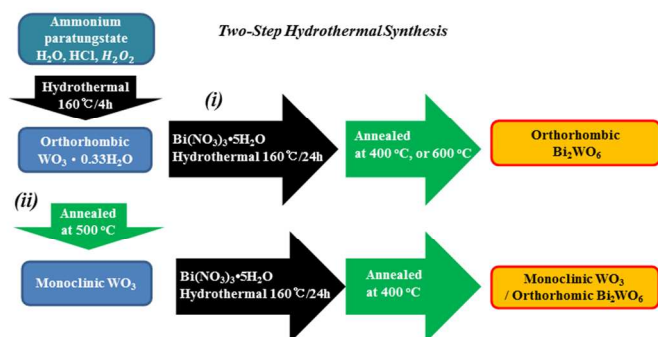 Two-Step Hydrothermal Synthesis
Ammonium
paratungstate
H₂O, HCl, H₂O₂
Hydrothermal
160℃/4h
(i)
Orthorhombic
WO₃ • 0.33H₂O
Bi(NO₃)₃•5H₂O
Hydrothermal 160℃/24h
Annealed
at 400 °C, or 600 °C
Orthorhombic
Bi₂WO₆
(ii)
Annealed
at 500 °C
Monoclinic WO₃
Bi(NO₃)₃•5H₂O
Hydrothermal 160℃/24h
Annealed
at 400 °C
Monoclinic WO₃
/ Orthorhomic Bi₂WO₆